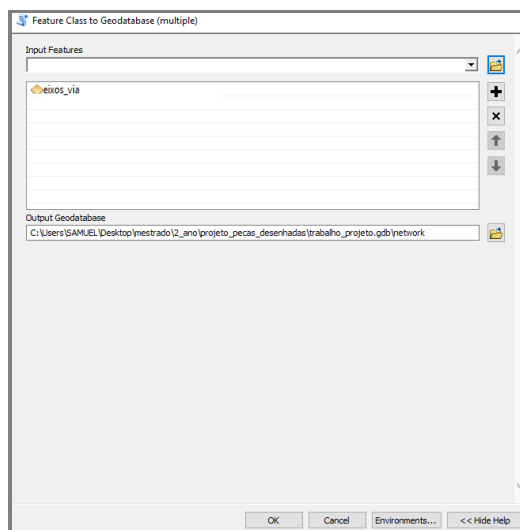 Feature Class to Geodatabase (multiple)
Input Features
eixos_via
Output Geodatabase
C:\Users\SAMUEL\Desktop\mestrado\2_ano\projeto_pecas_desenhadas\trabalho_projeto.gdb\network
OK Cancel Environments... << Hide Help